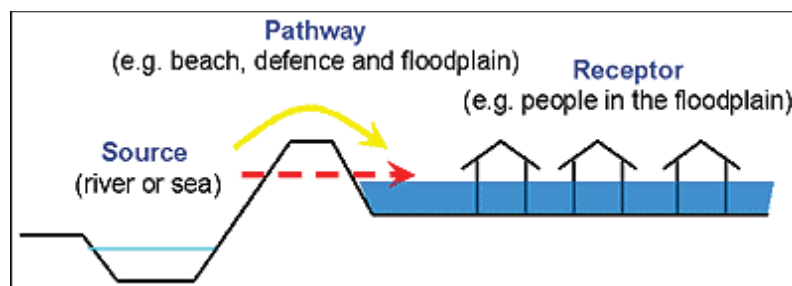 Pathway
(e.g. beach, defence and floodplain)
Receptor
(e.g. people in the floodplain)
Source
(river or sea)